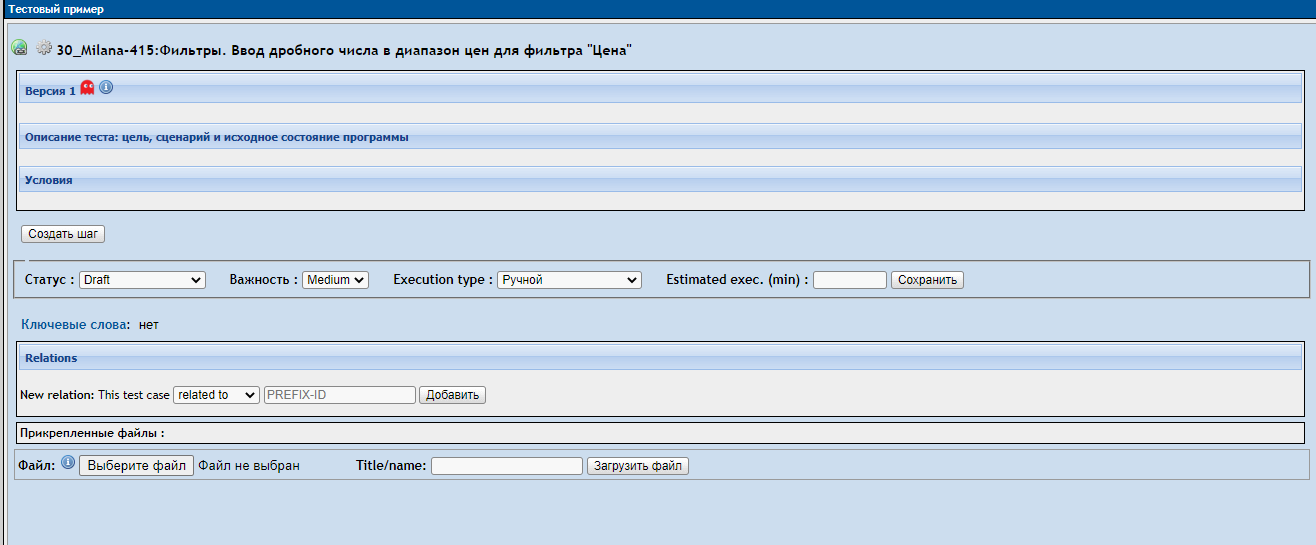 Тестовый пример
30_Milana-415:Фильтры. Ввод дробного числа в диапазон цен для фильтра "Цена"
Версия 1
Описание теста: цель, сценарий и исходное состояние программы
Условия
Создать шаг
Статус : Draft Важность : Medium Execution type : Ручной Estimated exec. (min) : Сохранить
Ключевые слова: нет
Relations
New relation: This test case related to PREFIX-ID Добавить
Прикрепленные файлы :
Файл: Выберите файл Файл не выбран Title/name: Загрузить файл